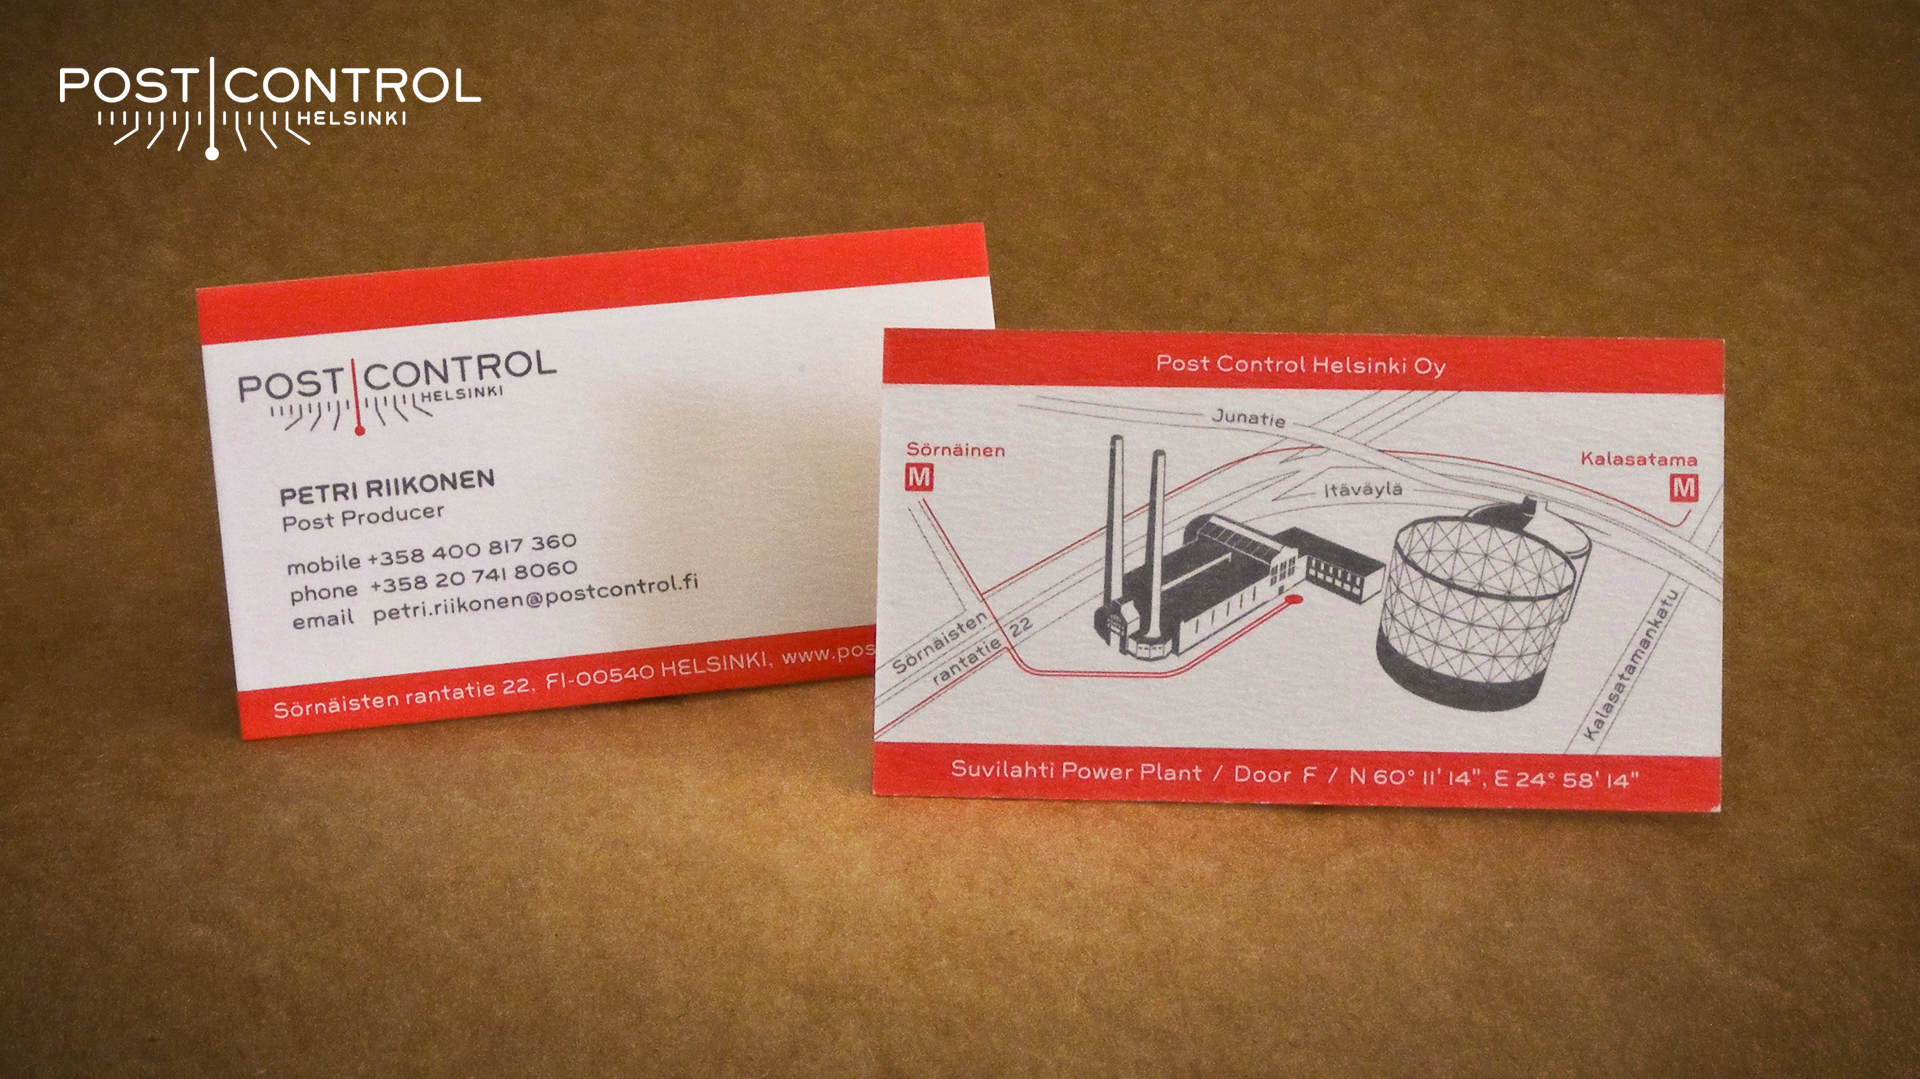 POST CONTROL
HELSINKI
POST CONTROL
HELSINKI
PETRI RIIKONEN
Post Producer
mobile +358 400 817 360
phone +358 20 741 8060
email petri.riikonen@postcontrol.fi
Sörnäisten rantatie 22, FI-00540 HELSINKI, www.pos
Post Control Helsinki Oy
Junatie
Sörnäinen
M
Kalasatama
M
Itäväylä
Sörnäisten
rantatie 22
Kalasatamankatu
Suvilahti Power Plant / Door F / N 60° 11' 14", E 24° 58' 14"